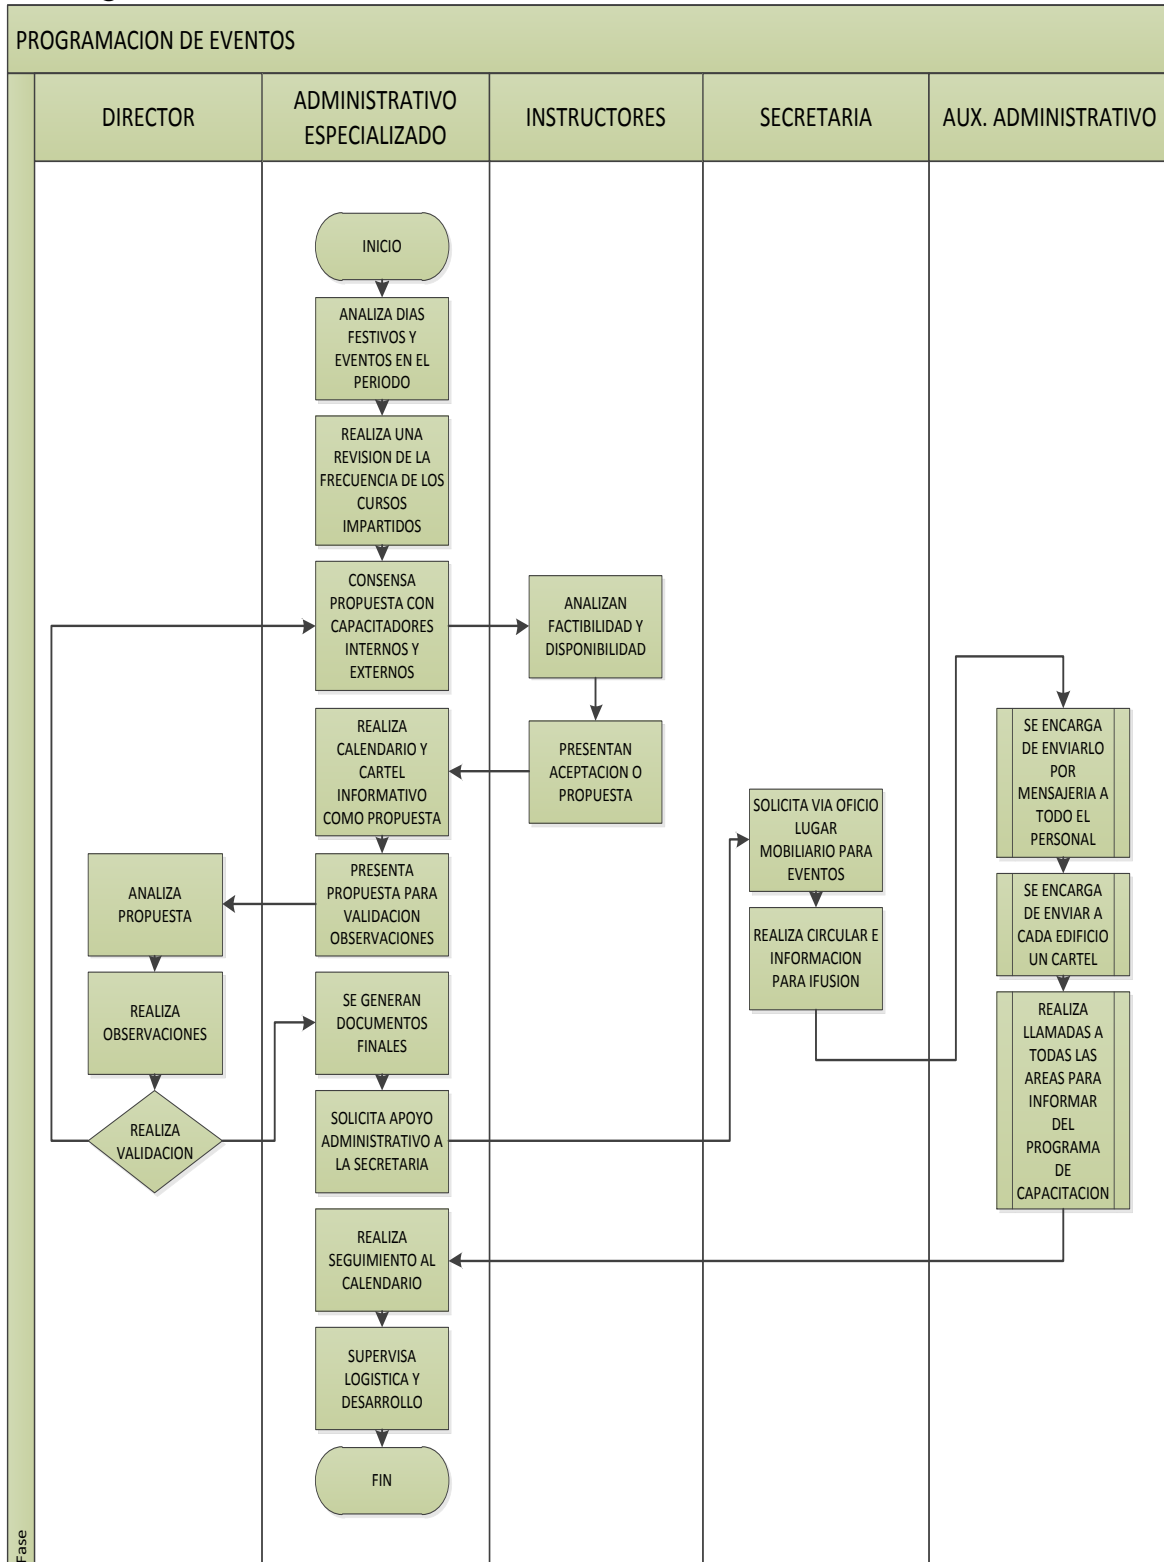 PROGRAMACION DE EVENTOS
DIRECTOR
ADMINISTRATIVO
ESPECIALIZADO
INSTRUCTORES
SECRETARIA
AUX. ADMINISTRATIVO
INICIO
ANALIZA DIAS
FESTIVOS Y
EVENTOS EN EL
PERIODO
REALIZA UNA
REVISION DE LA
FRECUENCIA DE LOS
CURSOS
IMPARTIDOS
CONSENSA
PROPUESTA CON
CAPACITADORES
INTERNOS Y
EXTERNOS
ANALIZAN
FACTIBILIDAD Y
DISPONIBILIDAD
PRESENTAN
ACEPTACION O
PROPUESTA
REALIZA
CALENDARIO Y
CARTEL
INFORMATIVO
COMO PROPUESTA
PRESENTA
PROPUESTA PARA
VALIDACION
OBSERVACIONES
ANALIZA
PROPUESTA
REALIZA
OBSERVACIONES
REALIZA
VALIDACION
SE GENERAN
DOCUMENTOS
FINALES
SOLICITA APOYO
ADMINISTRATIVO A
LA SECRETARIA
SOLICITA VIA OFICIO
LUGAR
MOBILIARIO PARA
EVENTOS
REALIZA CIRCULAR E
INFORMACION
PARA IFUSION
SE ENCARGA
DE ENVIARLO
POR
MENSAJERIA A
TODO EL
PERSONAL
SE ENCARGA
DE ENVIAR A
CADA EDIFICIO
UN CARTEL
REALIZA
LLAMADAS A
TODAS LAS
AREAS PARA
INFORMAR
DEL
PROGRAMA
DE
CAPACITACION
REALIZA
SEGUIMIENTO AL
CALENDARIO
SUPERVISA
LOGISTICA Y
DESARROLLO
FIN
Fase